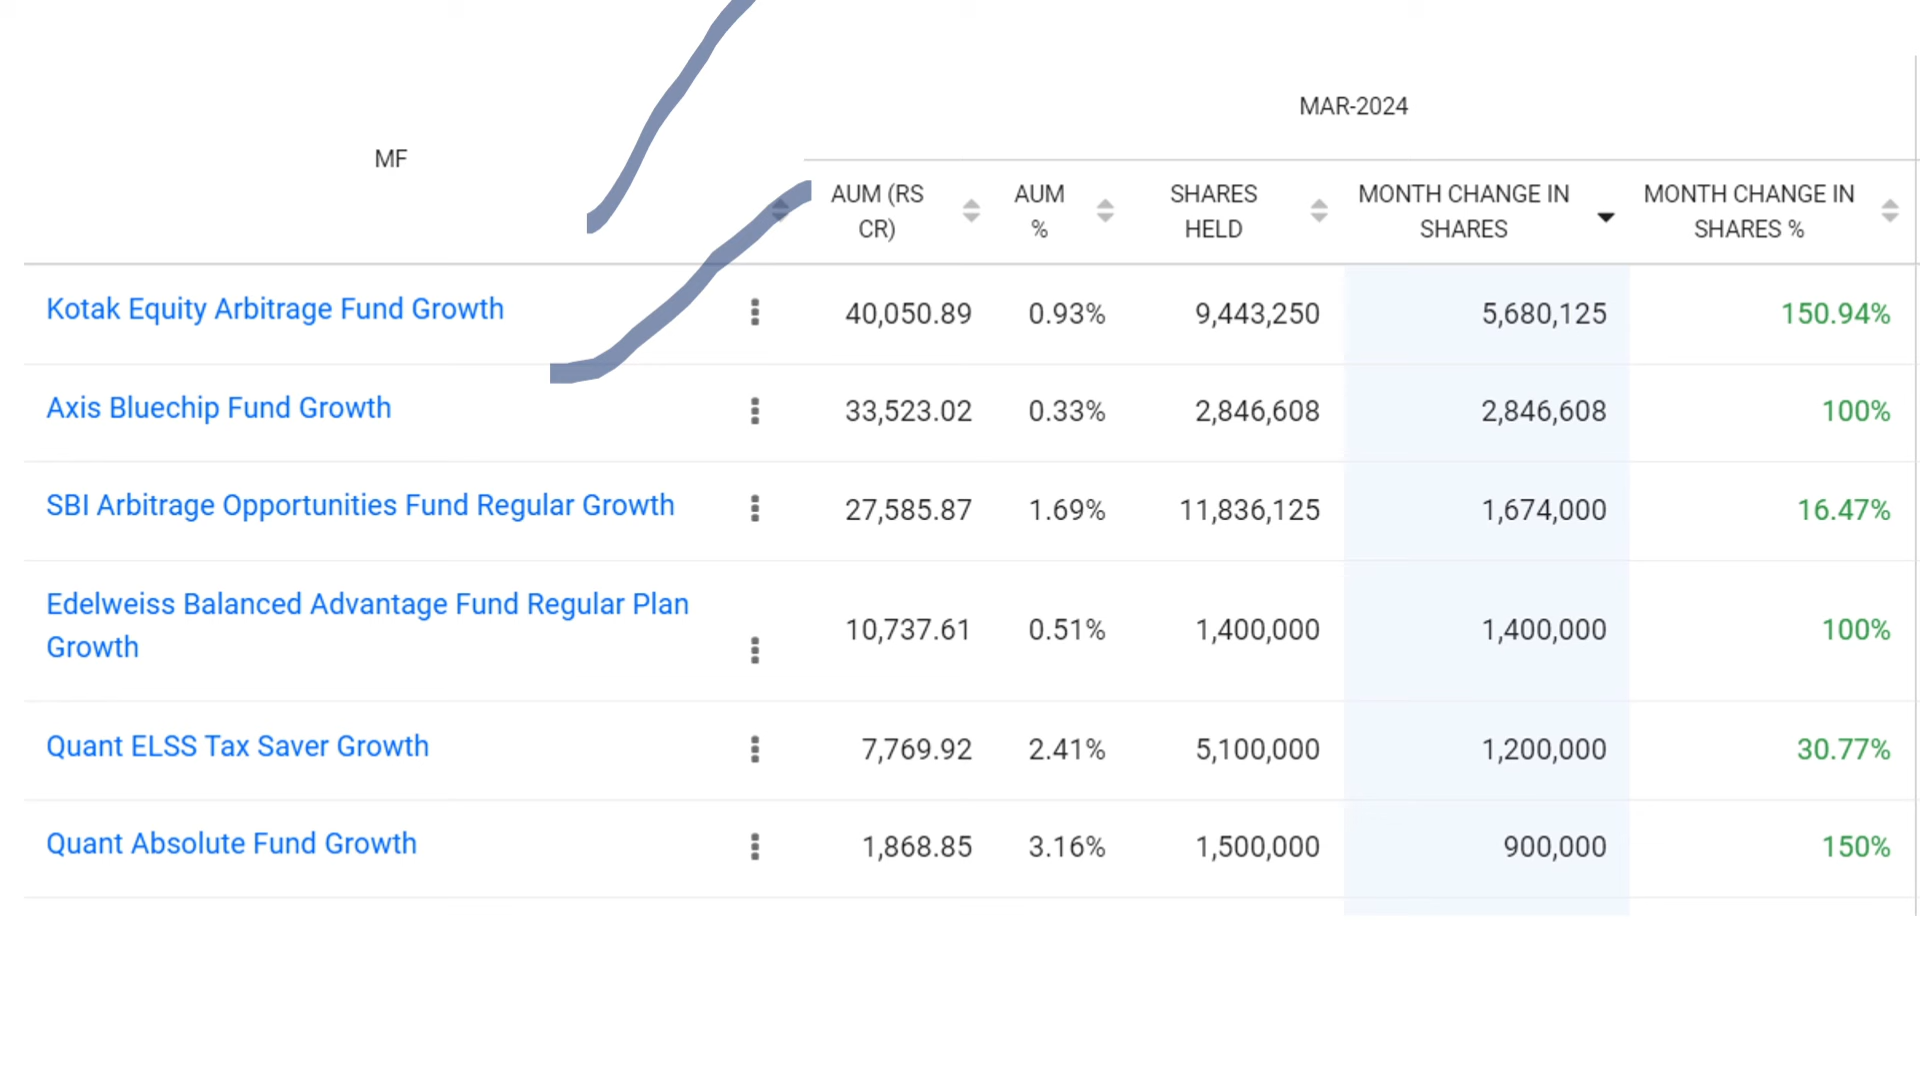 MAR-2024
MF
AUM (RS CR) AUM % SHARES HELD MONTH CHANGE IN SHARES MONTH CHANGE IN SHARES %
Kotak Equity Arbitrage Fund Growth 40,050.89 0.93% 9,443,250 5,680,125 150.94%
Axis Bluechip Fund Growth 33,523.02 0.33% 2,846,608 2,846,608 100%
SBI Arbitrage Opportunities Fund Regular Growth 27,585.87 1.69% 11,836,125 1,674,000 16.47%
Edelweiss Balanced Advantage Fund Regular Plan
Growth 10,737.61 0.51% 1,400,000 1,400,000 100%
Quant ELSS Tax Saver Growth 7,769.92 2.41% 5,100,000 1,200,000 30.77%
Quant Absolute Fund Growth 1,868.85 3.16% 1,500,000 900,000 150%